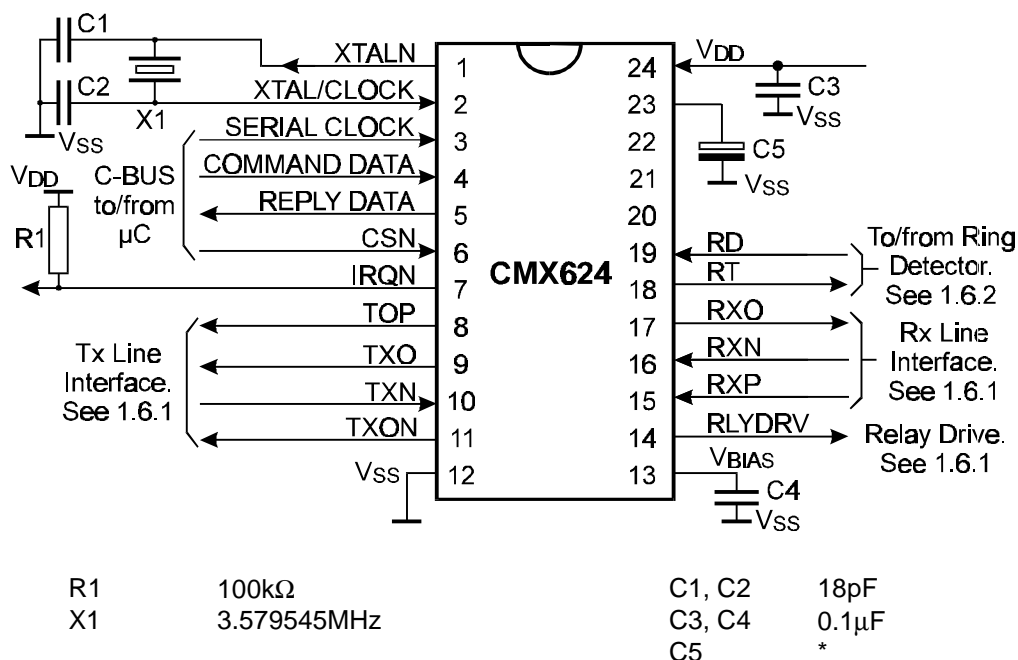 C1
C2
VSS
X1
XTALN
XTAL/CLOCK
SERIAL CLOCK
COMMAND DATA
REPLY DATA
CSN
IRQN
TOP
TXO
TXN
TXON
VSS
C-BUS
to/from
µC
VDD
R1
Tx Line
Interface.
See 1.6.1
1
2
3
4
5
6
7
8
9
10
11
12
CMX624
24
23
22
21
20
19
18
17
16
15
14
13
VDD
C3
VSS
C5
VSS
RD
RT
RXO
RXN
RXP
RLYDRV
VBIAS
C4
VSS
To/from Ring
Detector.
See 1.6.2
Rx Line
Interface.
See 1.6.1
Relay Drive.
See 1.6.1
R1 100kΩ C1, C2 18pF
X1 3.579545MHz C3, C4 0.1µF
C5 *